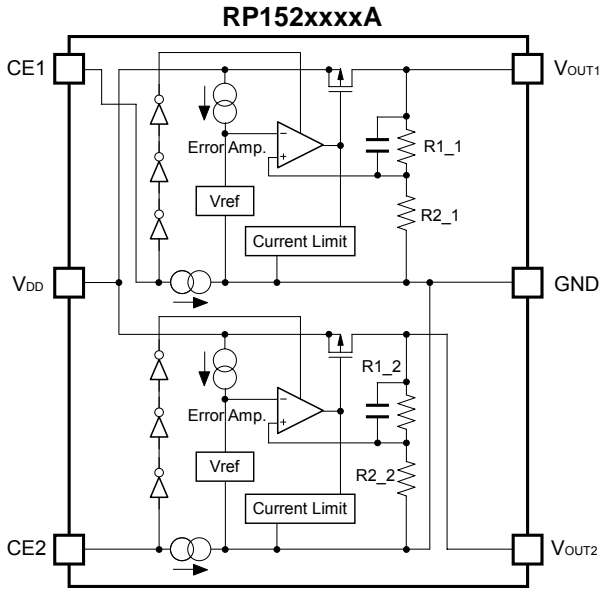 RP152xxxxA
CE1
VOUT1
Error Amp.
−
+
R1_1
Vref
R2_1
Current Limit
VDD
GND
R1_2
Error Amp.
−
+
Vref
R2_2
Current Limit
CE2
VOUT2